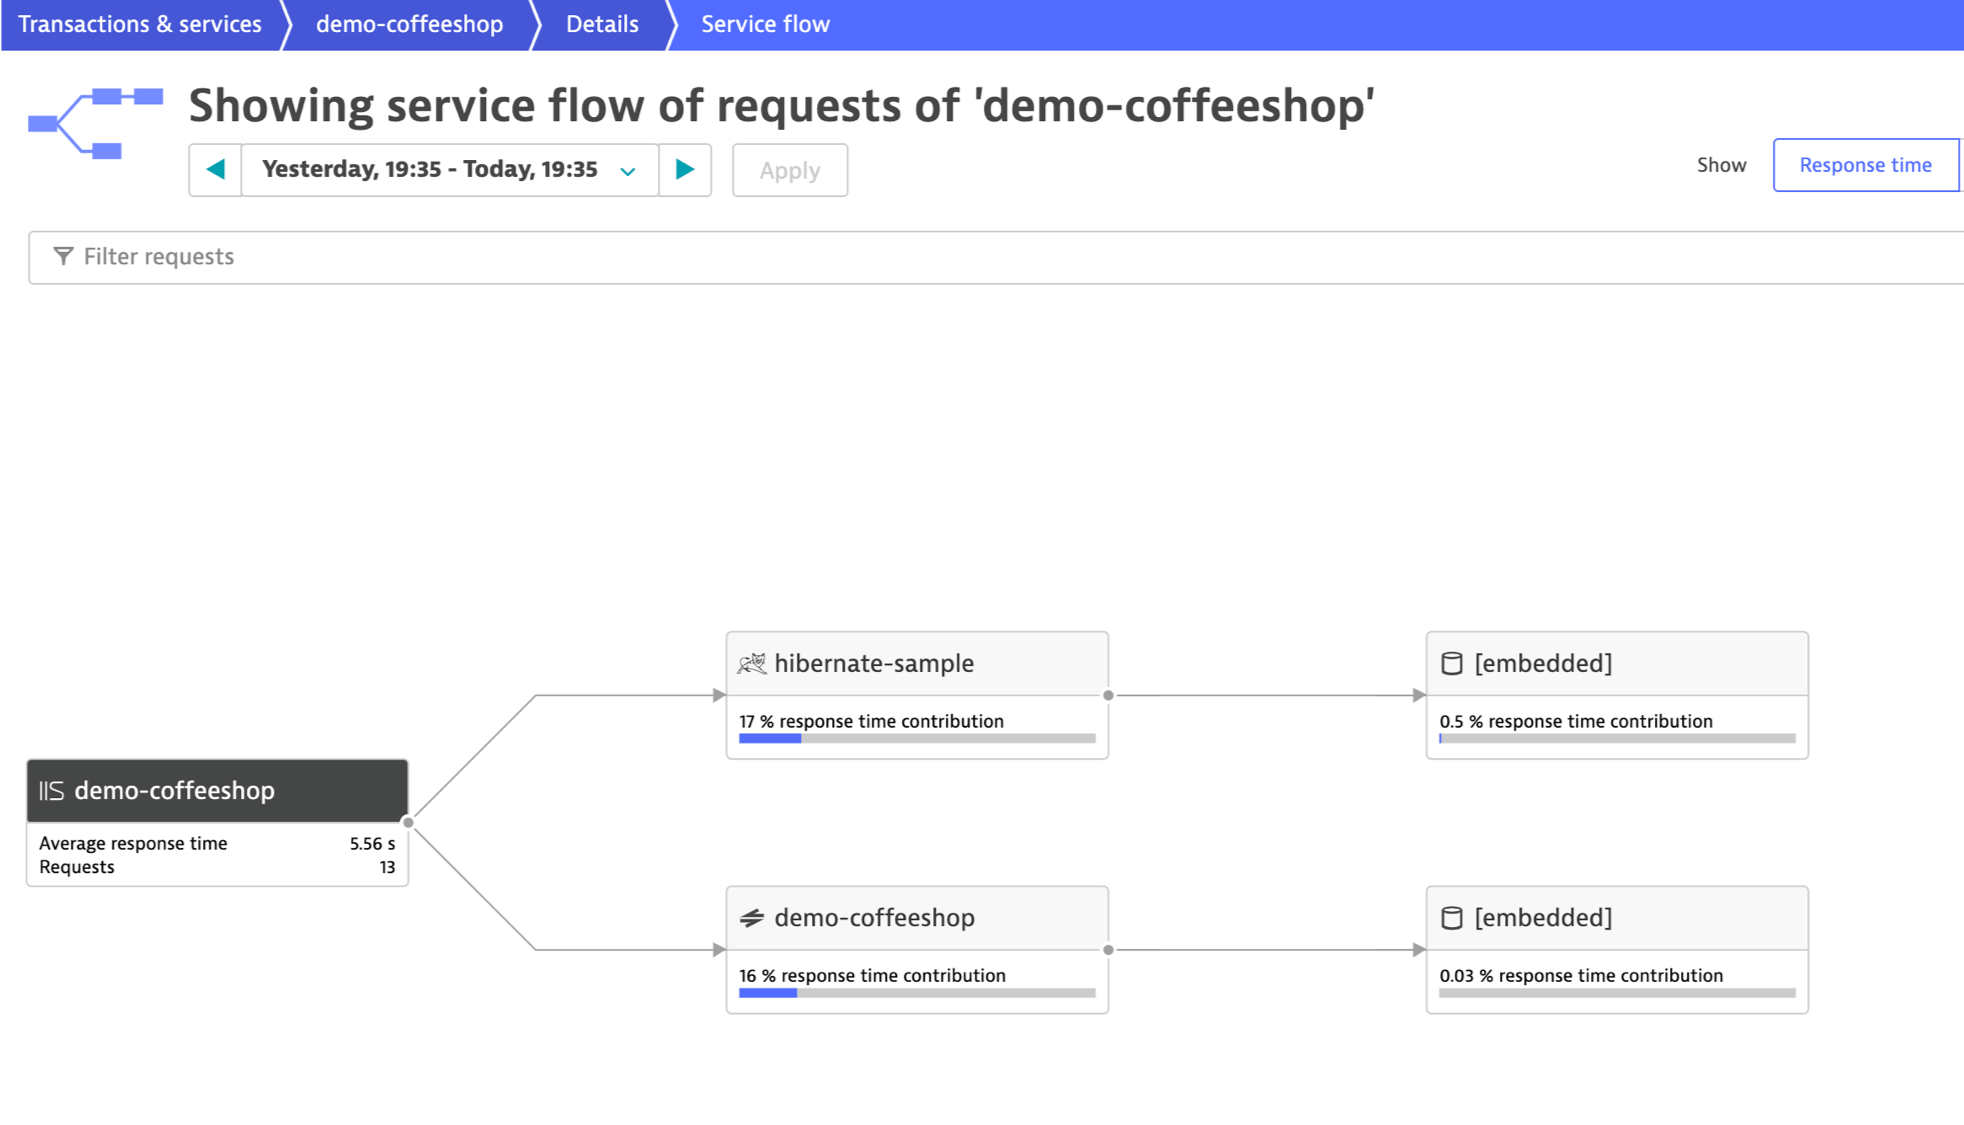 Transactions & services
demo-coffeeshop
Details
Service flow
Showing service flow of requests of 'demo-coffeeshop'
Yesterday, 19:35 - Today, 19:35
Apply
Show
Response time
Filter requests
hibernate-sample
17 % response time contribution
[embedded]
0.5 % response time contribution
IIS demo-coffeeshop
Average response time 5.56 s
Requests 13
demo-coffeeshop
16 % response time contribution
[embedded]
0.03 % response time contribution